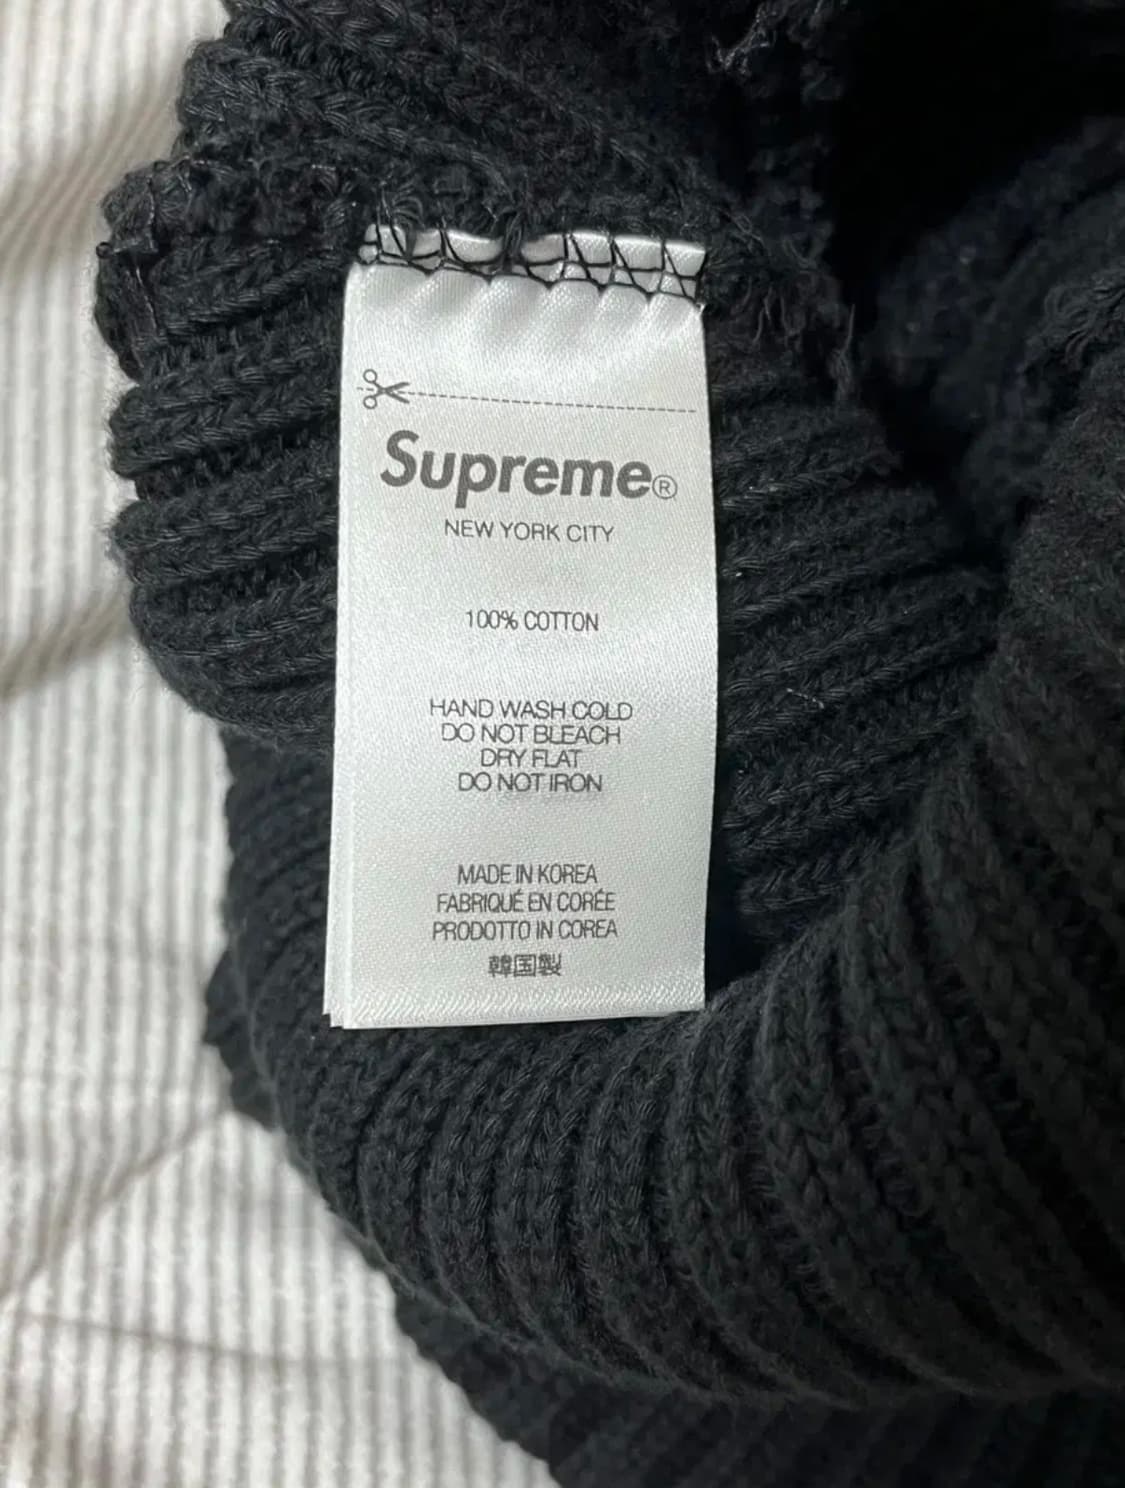 Supreme®
NEW YORK CITY
100% COTTON
HAND WASH COLD
DO NOT BLEACH
DRY FLAT
DO NOT IRON
MADE IN KOREA
FABRIQUÉ EN CORÉE
PRODOTTO IN COREA
韓国製